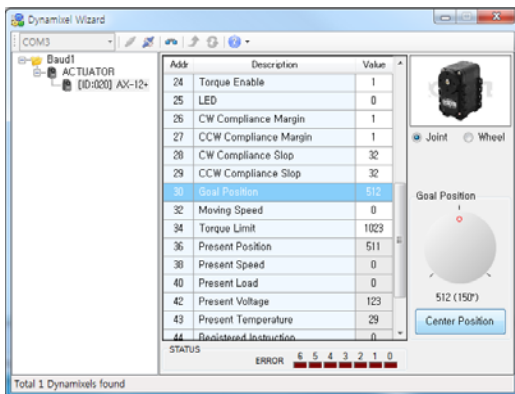 Dynamixel Wizard
COM3
Baud1
ACTUATOR
[ID:020] AX-12+
Addr Description Value
24 Torque Enable 1
25 LED 0
26 CW Compliance Margin 1
27 CCW Compliance Margin 1
28 CW Compliance Slop 32
29 CCW Compliance Slop 32
30 Goal Position 512
32 Moving Speed 0
34 Torque Limit 1023
36 Present Position 511
38 Present Speed 0
40 Present Load 0
42 Present Voltage 123
43 Present Temperature 29
44 Registered Instruction 0
STATUS
ERROR 6 5 4 3 2 1 0
Joint Wheel
Goal Position
512 (150°)
Center Position
Total 1 Dynamixels found